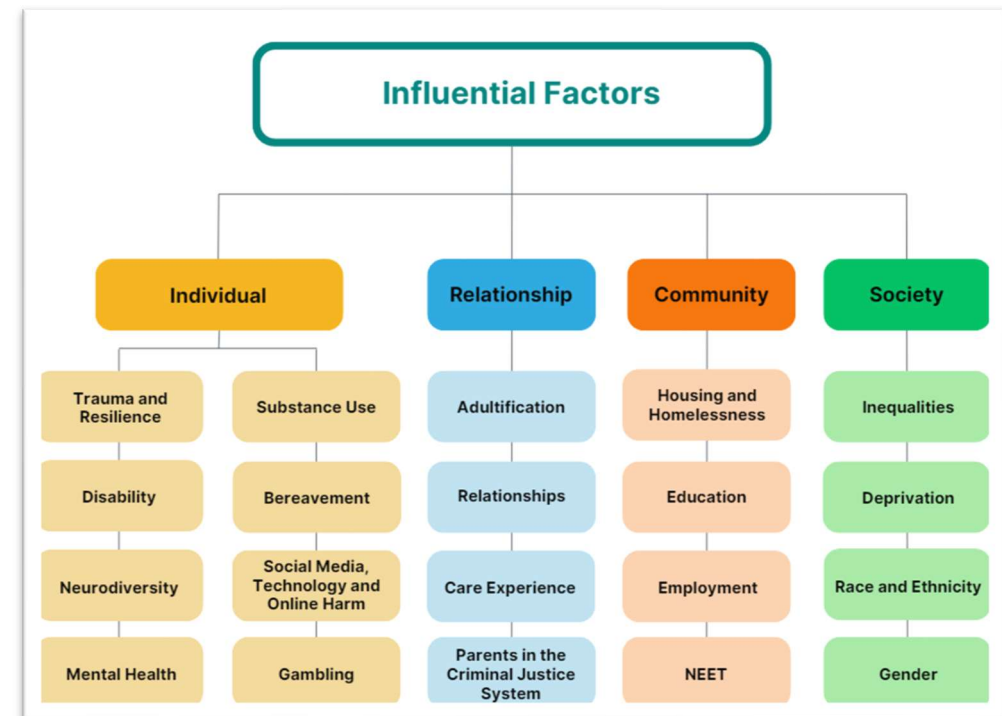 Influential Factors
Individual
Relationship
Community
Society
Trauma and
Resilience
Substance Use
Adultification
Housing and
Homelessness
Inequalities
Disability
Bereavement
Relationships
Education
Deprivation
Neurodiversity
Social Media,
Technology and
Online Harm
Care Experience
Employment
Race and Ethnicity
Mental Health
Gambling
Parents in the
Criminal Justice
System
NEET
Gender